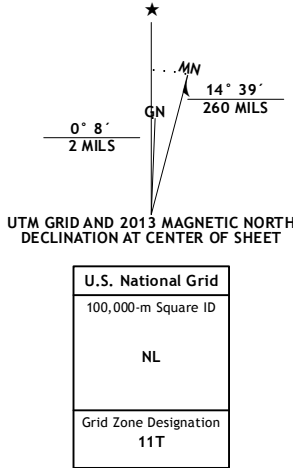 MN
GN
14° 39´
260 MILS
0° 8´
2 MILS
UTM GRID AND 2013 MAGNETIC NORTH
DECLINATION AT CENTER OF SHEET
U.S. National Grid
100,000-m Square ID
NL
Grid Zone Designation
11T